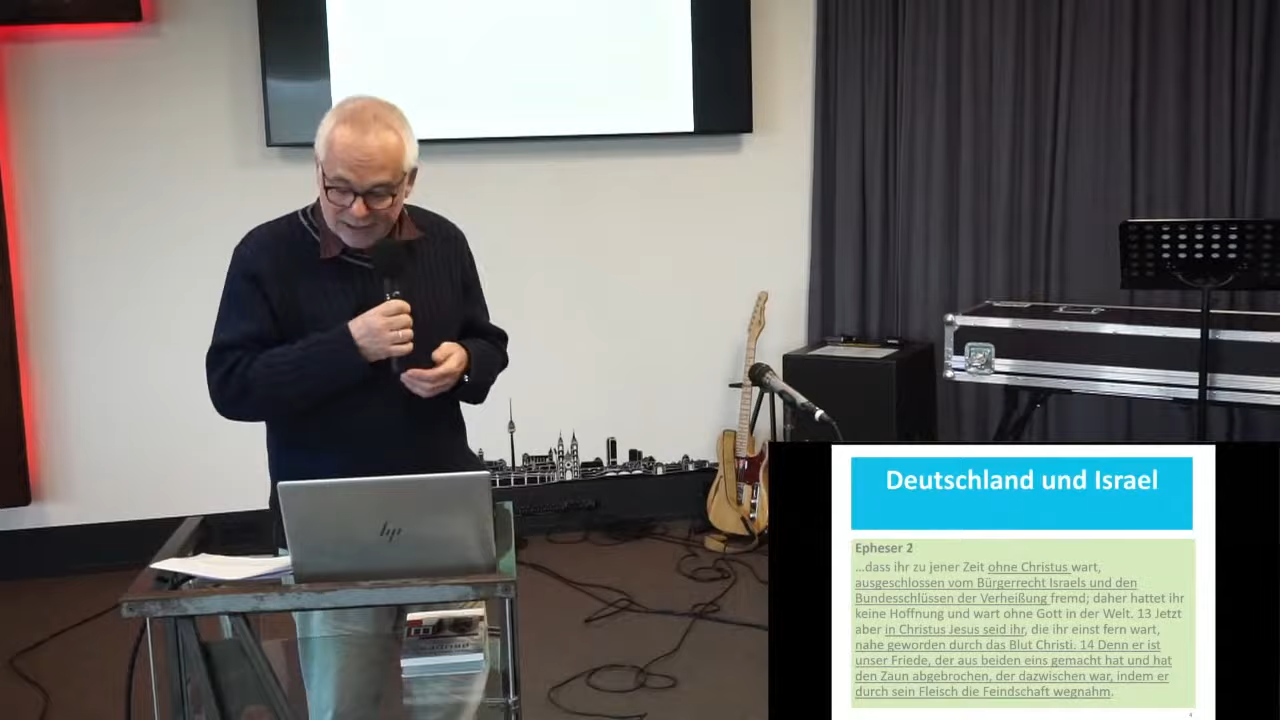 hp
Deutschland und Israel
Epheser 2
…dass ihr zu jener Zeit ohne Christus wart,
ausgeschlossen vom Bürgerrecht Israels und den
Bundesschlüssen der Verheißung fremd; daher hattet ihr
keine Hoffnung und wart ohne Gott in der Welt. 13 Jetzt
aber in Christus Jesus seid ihr, die ihr einst fern wart,
nahe geworden durch das Blut Christi. 14 Denn er ist
unser Friede, der aus beiden eins gemacht hat und hat
den Zaun abgebrochen, der dazwischen war, indem er
durch sein Fleisch die Feindschaft wegnahm.